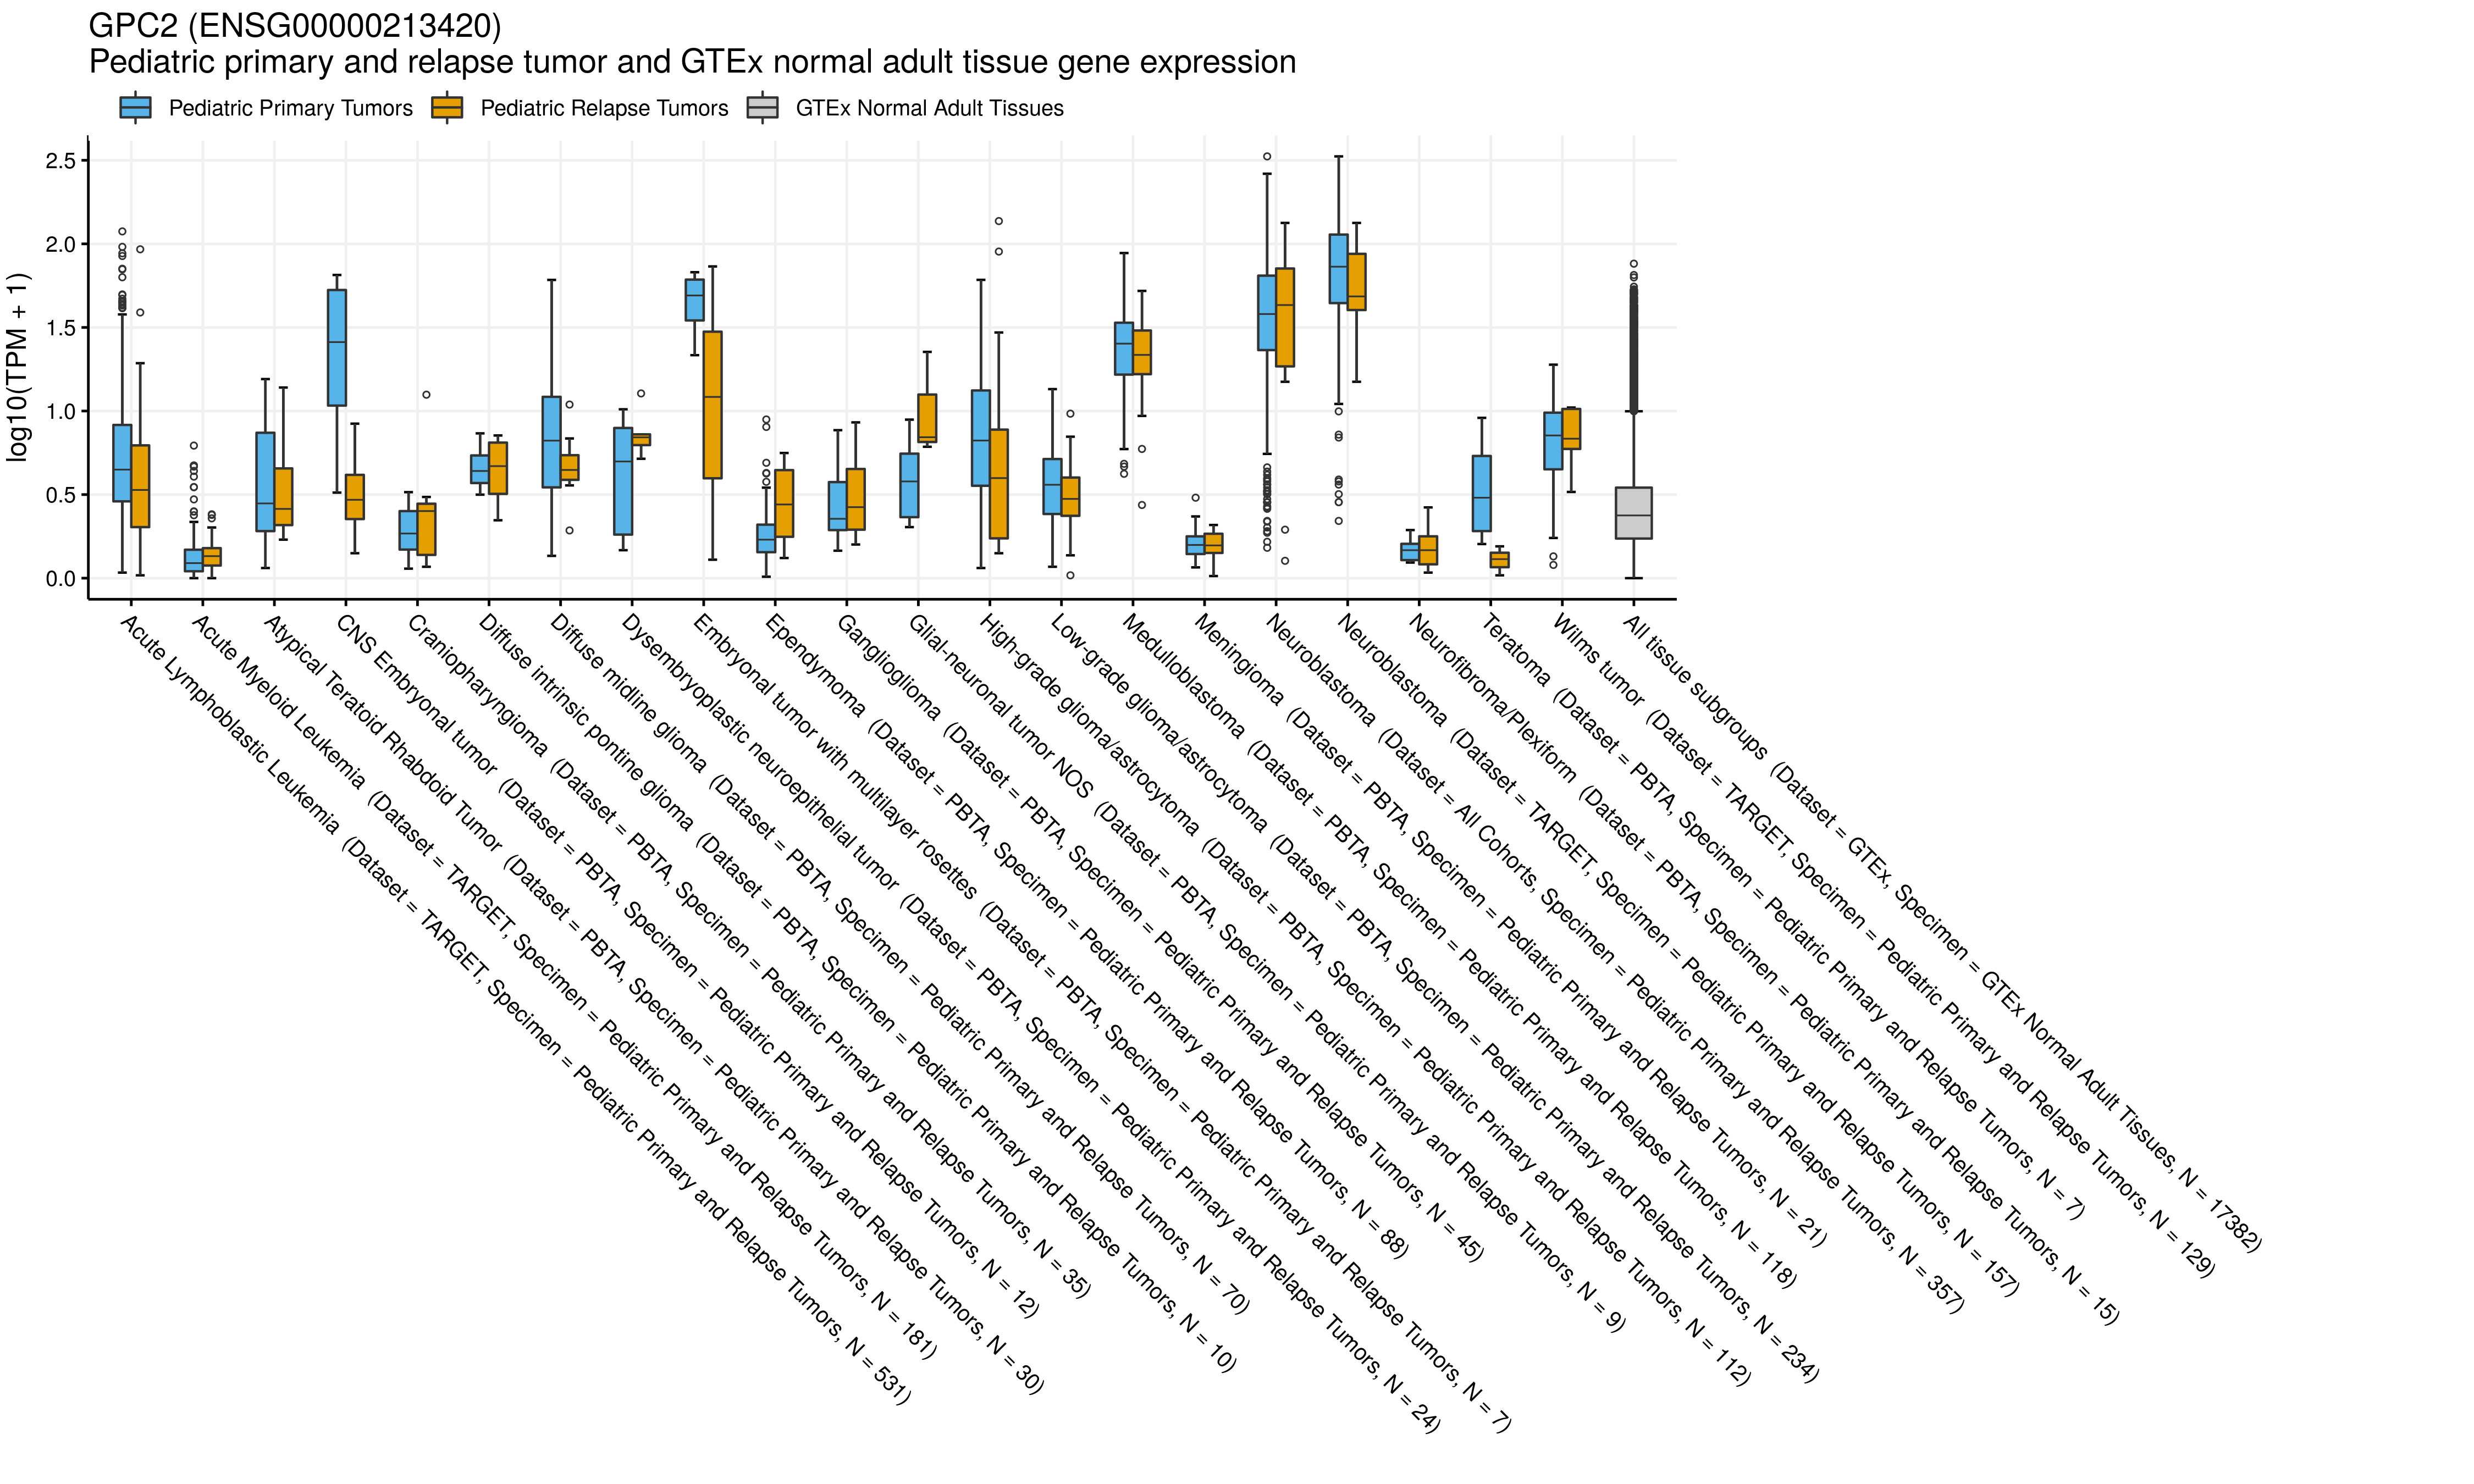 GPC2 (ENSG00000213420)
Pediatric primary and relapse tumor and GTEx normal adult tissue gene expression
Pediatric Primary Tumors
Pediatric Relapse Tumors
GTEx Normal Adult Tissues
log10(TPM + 1)
2.5
2.0
1.5
1.0
0.5
0.0
Acute Lymphoblastic Leukemia (Dataset = TARGET, Specimen = Pediatric Primary and Relapse Tumors, N = 531)
Acute Myeloid Leukemia (Dataset = TARGET, Specimen = Pediatric Primary and Relapse Tumors, N = 181)
Atypical Teratoid Rhabdoid Tumor (Dataset = PBTA, Specimen = Pediatric Primary and Relapse Tumors, N = 30)
CNS Embryonal tumor (Dataset = PBTA, Specimen = Pediatric Primary and Relapse Tumors, N = 12)
Craniopharyngioma (Dataset = PBTA, Specimen = Pediatric Primary and Relapse Tumors, N = 35)
Diffuse intrinsic pontine glioma (Dataset = PBTA, Specimen = Pediatric Primary and Relapse Tumors, N = 10)
Diffuse midline glioma (Dataset = PBTA, Specimen = Pediatric Primary and Relapse Tumors, N = 70)
Dysembryoplastic neuroepithelial tumor (Dataset = PBTA, Specimen = Pediatric Primary and Relapse Tumors, N = 24)
Embryonal tumor with multilayer rosettes (Dataset = PBTA, Specimen = Pediatric Primary and Relapse Tumors, N = 7)
Ependymoma (Dataset = PBTA, Specimen = Pediatric Primary and Relapse Tumors, N = 88)
Ganglioglioma (Dataset = PBTA, Specimen = Pediatric Primary and Relapse Tumors, N = 45)
Glial-neuronal tumor NOS (Dataset = PBTA, Specimen = Pediatric Primary and Relapse Tumors, N = 9)
High-grade glioma/astrocytoma (Dataset = PBTA, Specimen = Pediatric Primary and Relapse Tumors, N = 112)
Low-grade glioma/astrocytoma (Dataset = PBTA, Specimen = Pediatric Primary and Relapse Tumors, N = 234)
Medulloblastoma (Dataset = PBTA, Specimen = Pediatric Primary and Relapse Tumors, N = 118)
Meningioma (Dataset = PBTA, Specimen = Pediatric Primary and Relapse Tumors, N = 21)
Neuroblastoma (Dataset = All Cohorts, Specimen = Pediatric Primary and Relapse Tumors, N = 357)
Neuroblastoma (Dataset = TARGET, Specimen = Pediatric Primary and Relapse Tumors, N = 157)
Neurofibroma/Plexiform (Dataset = PBTA, Specimen = Pediatric Primary and Relapse Tumors, N = 15)
Teratoma (Dataset = PBTA, Specimen = Pediatric Primary and Relapse Tumors, N = 7)
Wilms tumor (Dataset = TARGET, Specimen = Pediatric Primary and Relapse Tumors, N = 129)
All tissue subgroups (Dataset = GTEx, Specimen = GTEx Normal Adult Tissues, N = 17382)